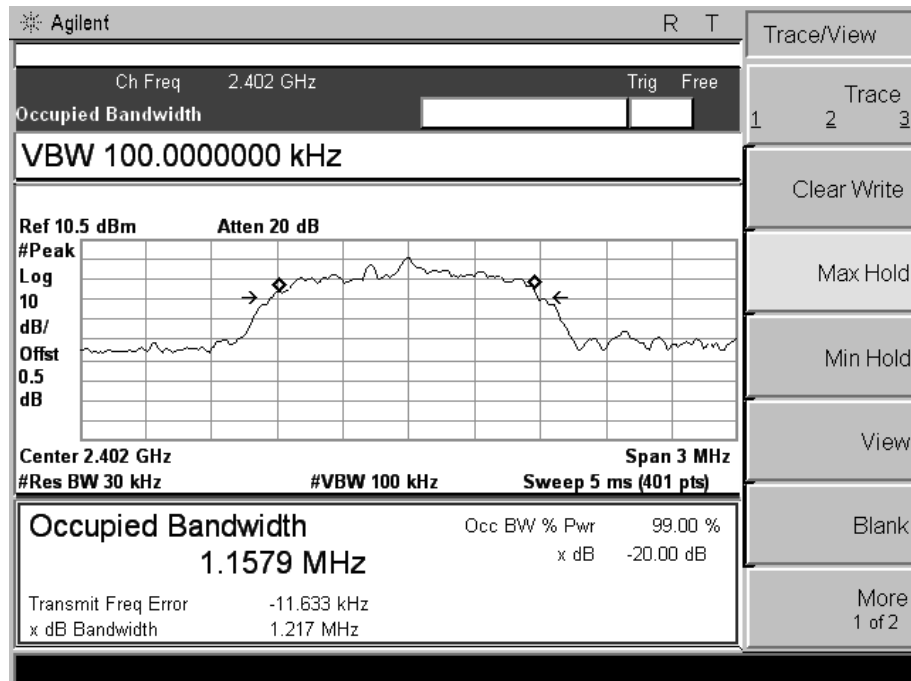 Agilent R T
Ch Freq 2.402 GHz Trig Free
Occupied Bandwidth
VBW 100.0000000 kHz
Ref 10.5 dBm Atten 20 dB
#Peak
Log
10
dB/
Offst
0.5
dB
Center 2.402 GHz Span 3 MHz
#Res BW 30 kHz #VBW 100 kHz Sweep 5 ms (401 pts)
Occupied Bandwidth Occ BW % Pwr 99.00 %
1.1579 MHz x dB -20.00 dB
Transmit Freq Error -11.633 kHz
x dB Bandwidth 1.217 MHz
Trace/View
Trace
1 2 3
Clear Write
Max Hold
Min Hold
View
Blank
More
1 of 2